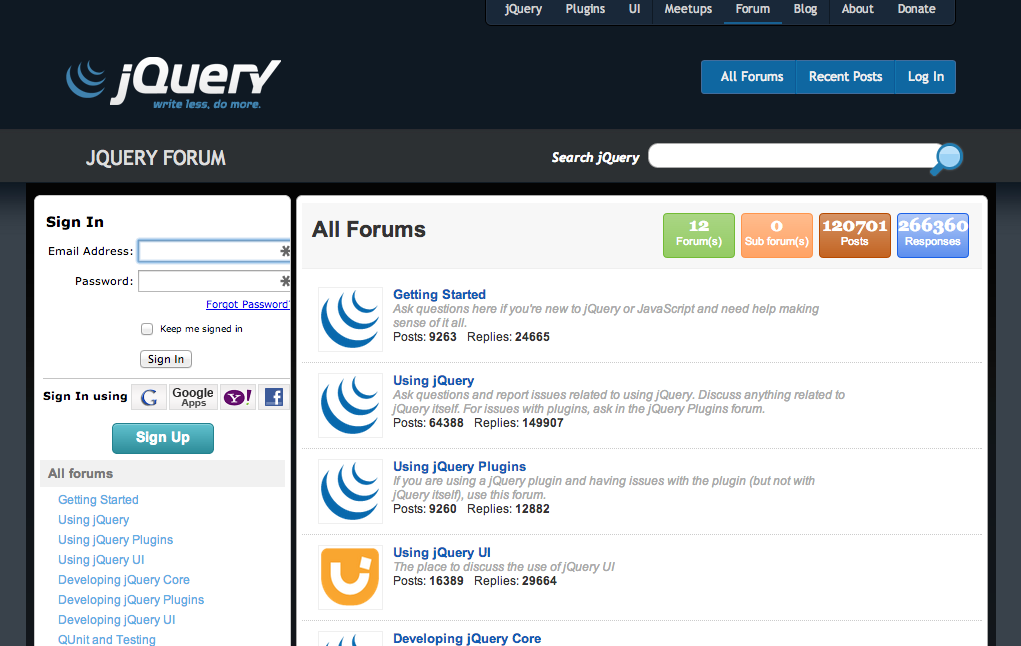 jQuery Plugins UI Meetups Forum Blog About Donate
jQuery
write less, do more.
All Forums Recent Posts Log In
JQUERY FORUM
Search jQuery
Sign In
Email Address: *
Password: *
Forgot Password?
Keep me signed in
Sign In
Sign In using G Google Apps Y! f
Sign Up
All forums
Getting Started
Using jQuery
Using jQuery Plugins
Using jQuery UI
Developing jQuery Core
Developing jQuery Plugins
Developing jQuery UI
QUnit and Testing
All Forums
12
Forum(s)
0
Sub forum(s)
120701
Posts
266360
Responses
Getting Started
Ask questions here if you're new to jQuery or JavaScript and need help making
sense of it all.
Posts: 9263 Replies: 24665
Using jQuery
Ask questions and report issues related to using jQuery. Discuss anything related to
jQuery itself. For issues with plugins, ask in the jQuery Plugins forum.
Posts: 64388 Replies: 149907
Using jQuery Plugins
If you are using a jQuery plugin and having issues with the plugin (but not with
jQuery itself), use this forum.
Posts: 9260 Replies: 12882
Using jQuery UI
The place to discuss the use of jQuery UI
Posts: 16389 Replies: 29664
Developing jQuery Core